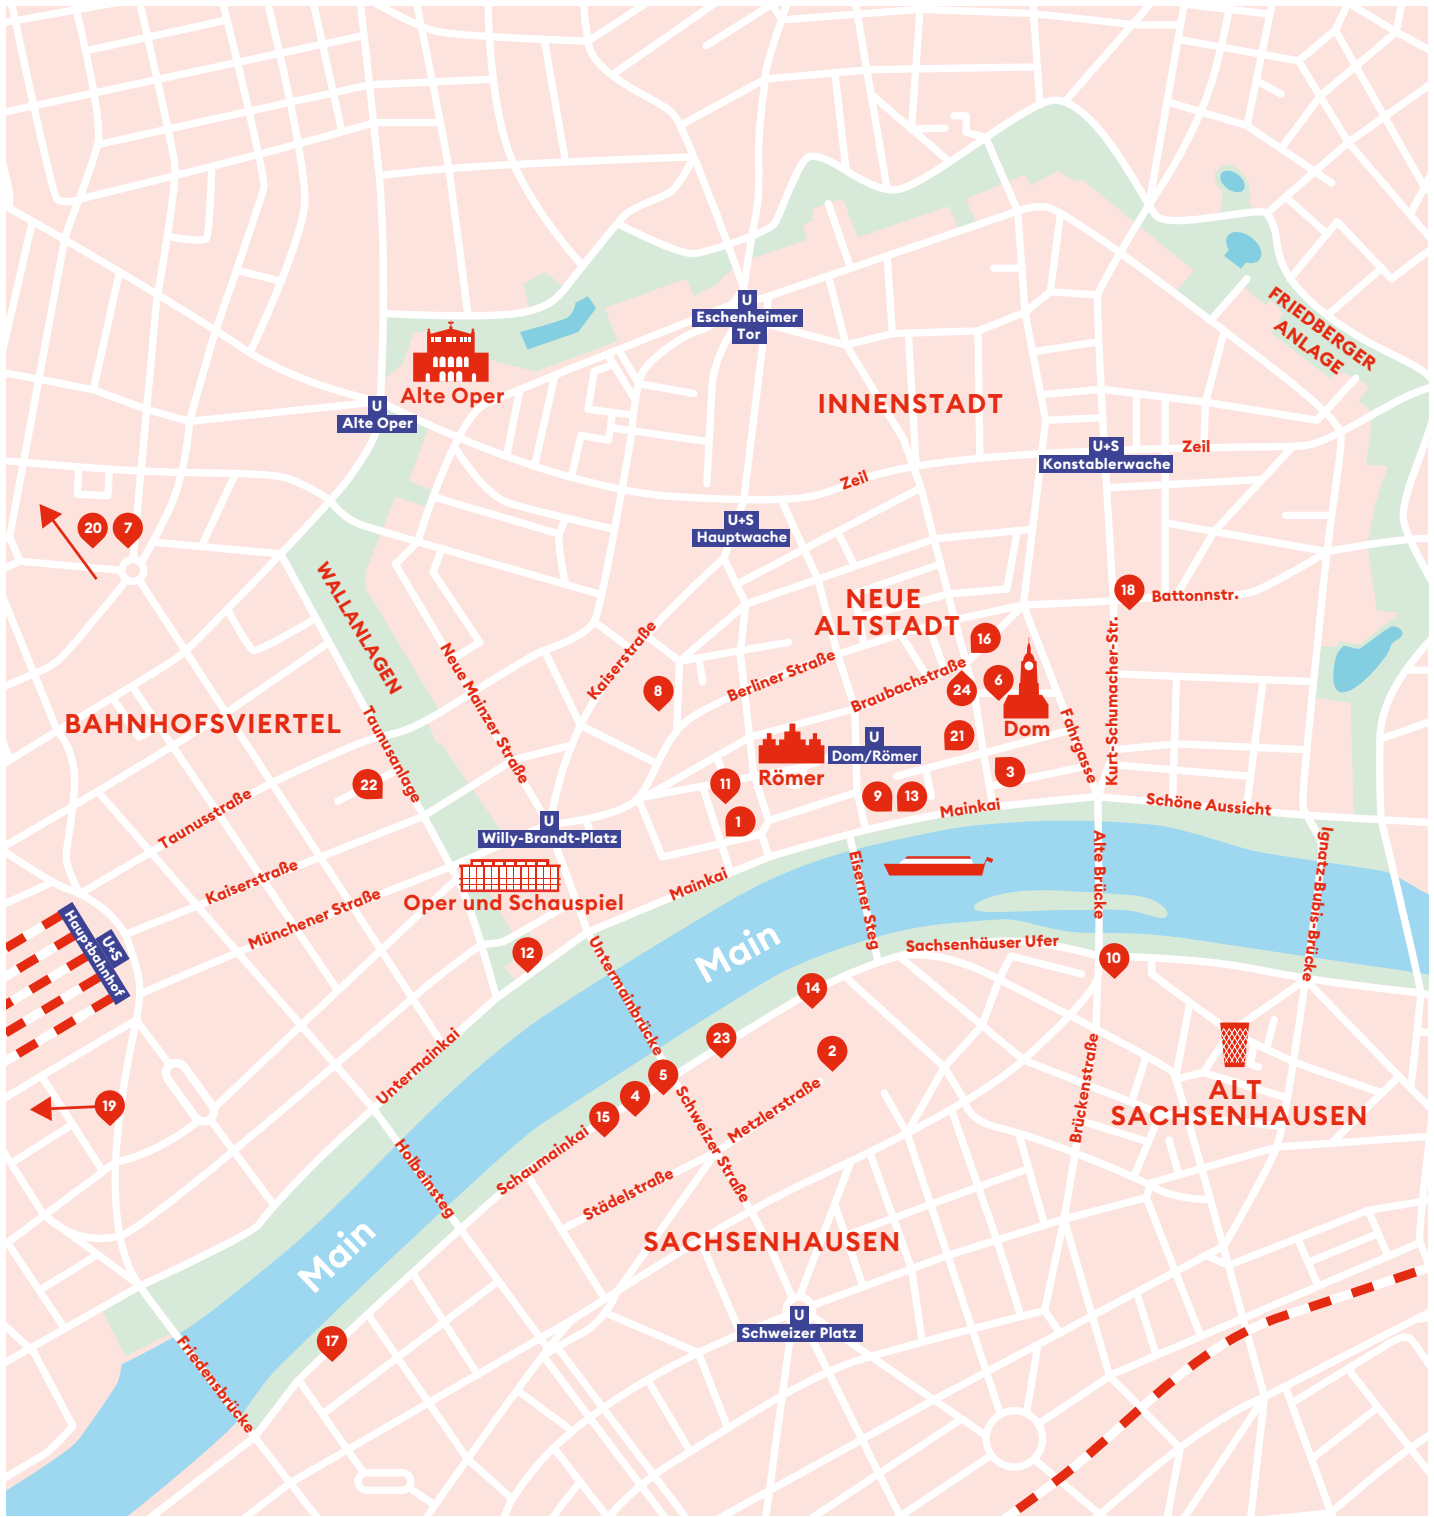 U
Eschenheimer
Tor
FRIEDBERGER
ANLAGE
Alte Oper
U
Alte Oper
INNENSTADT
U+S
Konstablerwache
Zeil
Zeil
20
7
U+S
Hauptwache
WALLANLAGEN
NEUE
ALTSTADT
18
Battonnstr.
16
Kurt-Schumacher-Str.
Neue Mainzer Straße
Kaiserstraße
8
Berliner Straße
Braubachstraße
24
6
Dom
Fahrgasse
BAHNHOFSVIERTEL
Taunusanlage
21
U
Dom/Römer
Römer
3
22
11
9
13
Mainkai
Schöne Aussicht
Taunusstraße
1
U
Willy-Brandt-Platz
Ignatz-Bubis-Brücke
Alte Brücke
Eiserner Steg
Kaiserstraße
Mainkai
Oper und Schauspiel
Münchener Straße
U+S
Hauptbahnhof
12
Main
Sachsenhäuser Ufer
10
Untermainbrücke
14
23
2
Untermainkai
5
4
15
19
Metzlerstraße
Schweizer Straße
Brückenstraße
ALT
SACHSENHAUSEN
Schaumainkai
Holbeinsteg
Städelstraße
SACHSENHAUSEN
Main
U
Schweizer Platz
17
Friedensbrücke